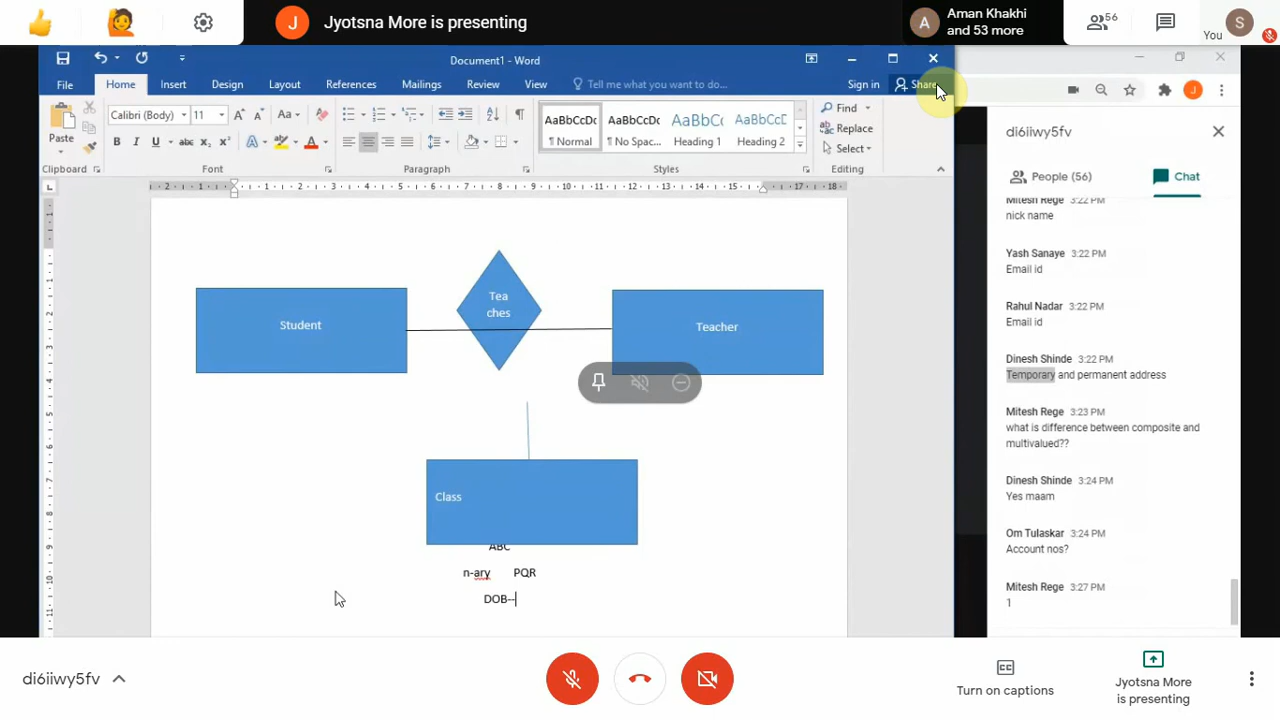 J
Jyotsna More is presenting
A
Aman Khakhi
and 53 more
56
S
You
Document1 - Word
File
Home
Insert
Design
Layout
References
Mailings
Review
View
Tell me what you want to do...
Sign in
Share
Paste
Clipboard
Calibri (Body)
11
Font
Paragraph
AaBbCcDc
¶ Normal
AaBbCcDc
¶ No Spac...
AaBbCc
Heading 1
AaBbCcE
Heading 2
Styles
Find
Replace
Select
Editing
Student
Tea
ches
Teacher
Class
ABC
n-ary PQR
DOB--
J
di6iiwy5fv
People (56)
Chat
Mitesh Rege 3:22 PM
nick name
Yash Sanaye 3:22 PM
Email id
Rahul Nadar 3:22 PM
Email id
Dinesh Shinde 3:22 PM
Temporary and permanent address
Mitesh Rege 3:23 PM
what is difference between composite and
multivalued??
Dinesh Shinde 3:24 PM
Yes maam
Om Tulaskar 3:24 PM
Account nos?
Mitesh Rege 3:27 PM
1
di6iiwy5fv
Turn on captions
Jyotsna More
is presenting